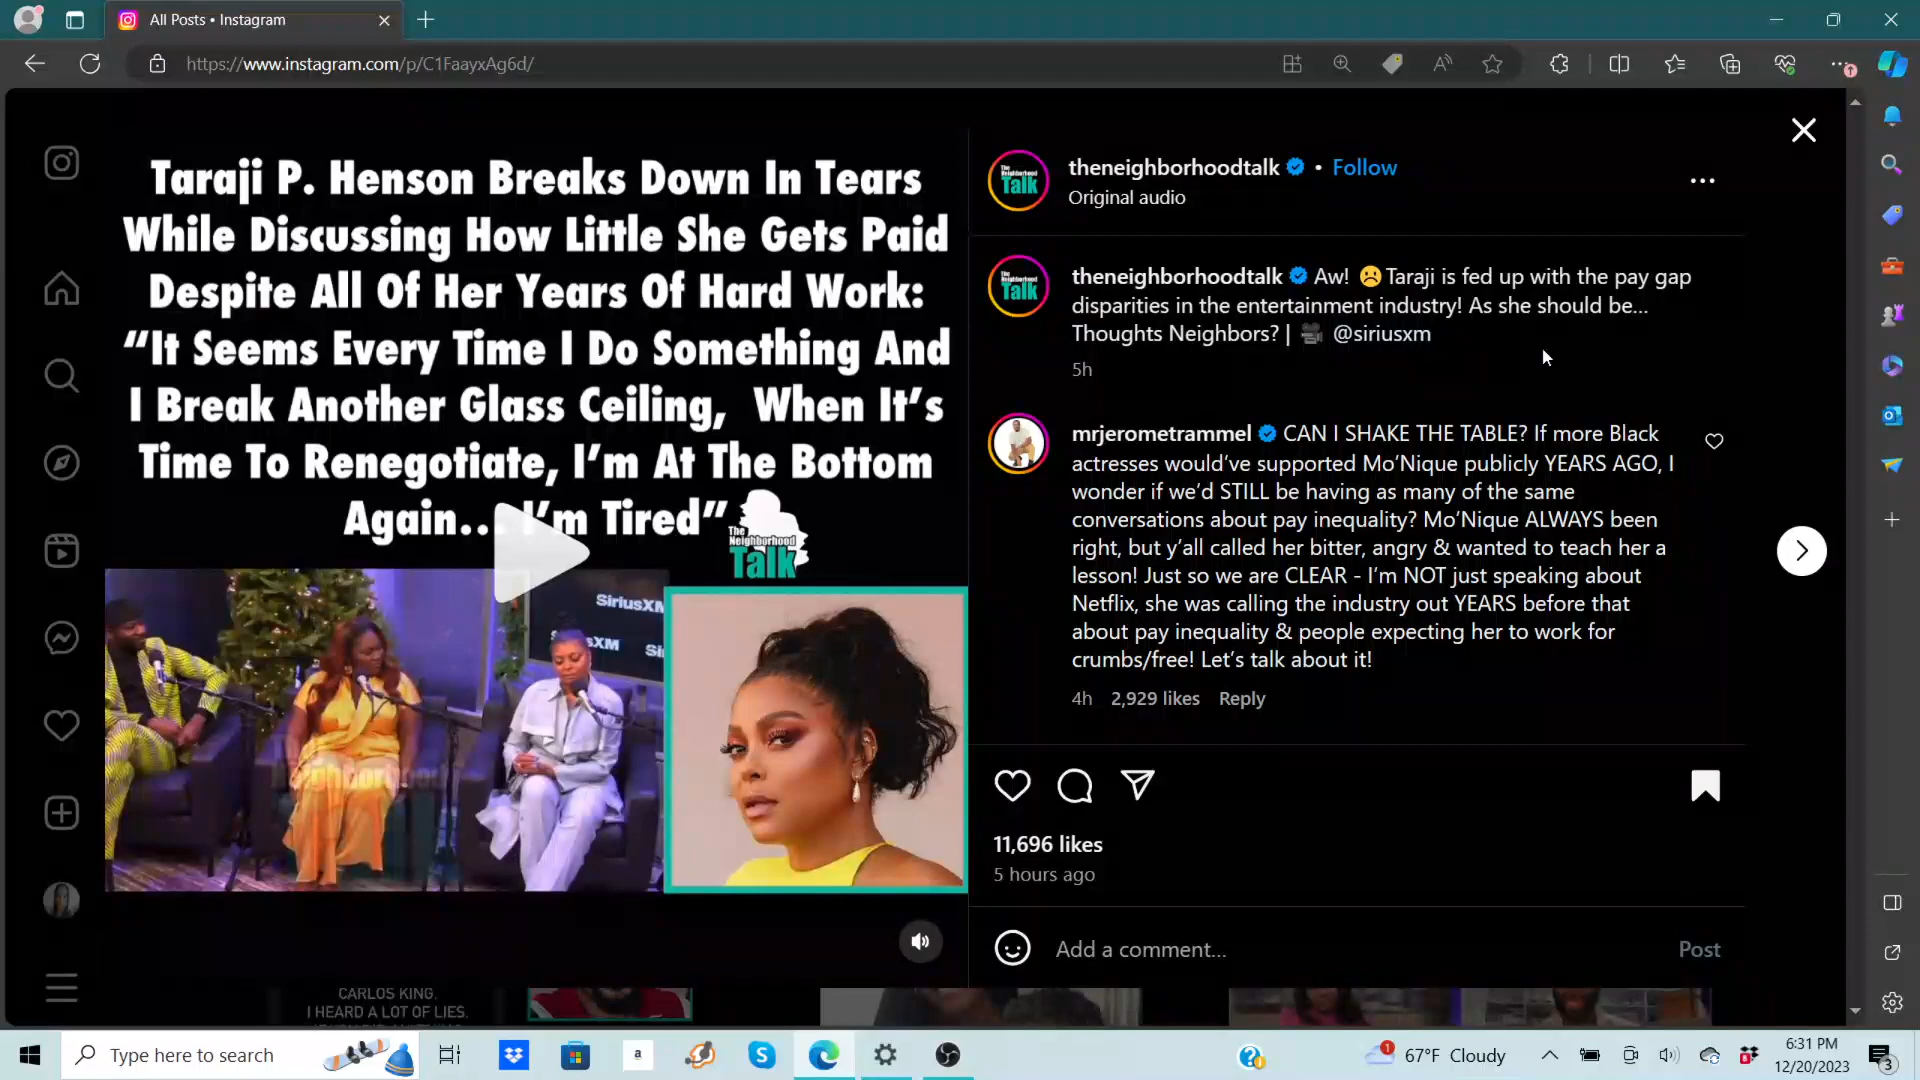 All Posts • Instagram
https://www.instagram.com/p/C1FaayxAg6d/
Taraji P. Henson Breaks Down In Tears
While Discussing How Little She Gets Paid
Despite All Of Her Years Of Hard Work:
“It Seems Every Time I Do Something And
I Break Another Glass Ceiling, When It’s
Time To Renegotiate, I’m At The Bottom
Again... I’m Tired”
The
Neighborhood
Talk
SiriusXM
theneighborhoodtalk • Follow
Original audio
theneighborhoodtalk Aw! ☹️Taraji is fed up with the pay gap
disparities in the entertainment industry! As she should be...
Thoughts Neighbors? | 🎥 @siriusxm
5h
mrjerometrammel CAN I SHAKE THE TABLE? If more Black
actresses would’ve supported Mo’Nique publicly YEARS AGO, I
wonder if we’d STILL be having as many of the same
conversations about pay inequality? Mo’Nique ALWAYS been
right, but y’all called her bitter, angry & wanted to teach her a
lesson! Just so we are CLEAR - I’m NOT just speaking about
Netflix, she was calling the industry out YEARS before that
about pay inequality & people expecting her to work for
crumbs/free! Let’s talk about it!
4h 2,929 likes Reply
11,696 likes
5 hours ago
Add a comment... Post
CARLOS KING.
I HEARD A LOT OF LIES.
Type here to search
67°F Cloudy
6:31 PM
12/20/2023